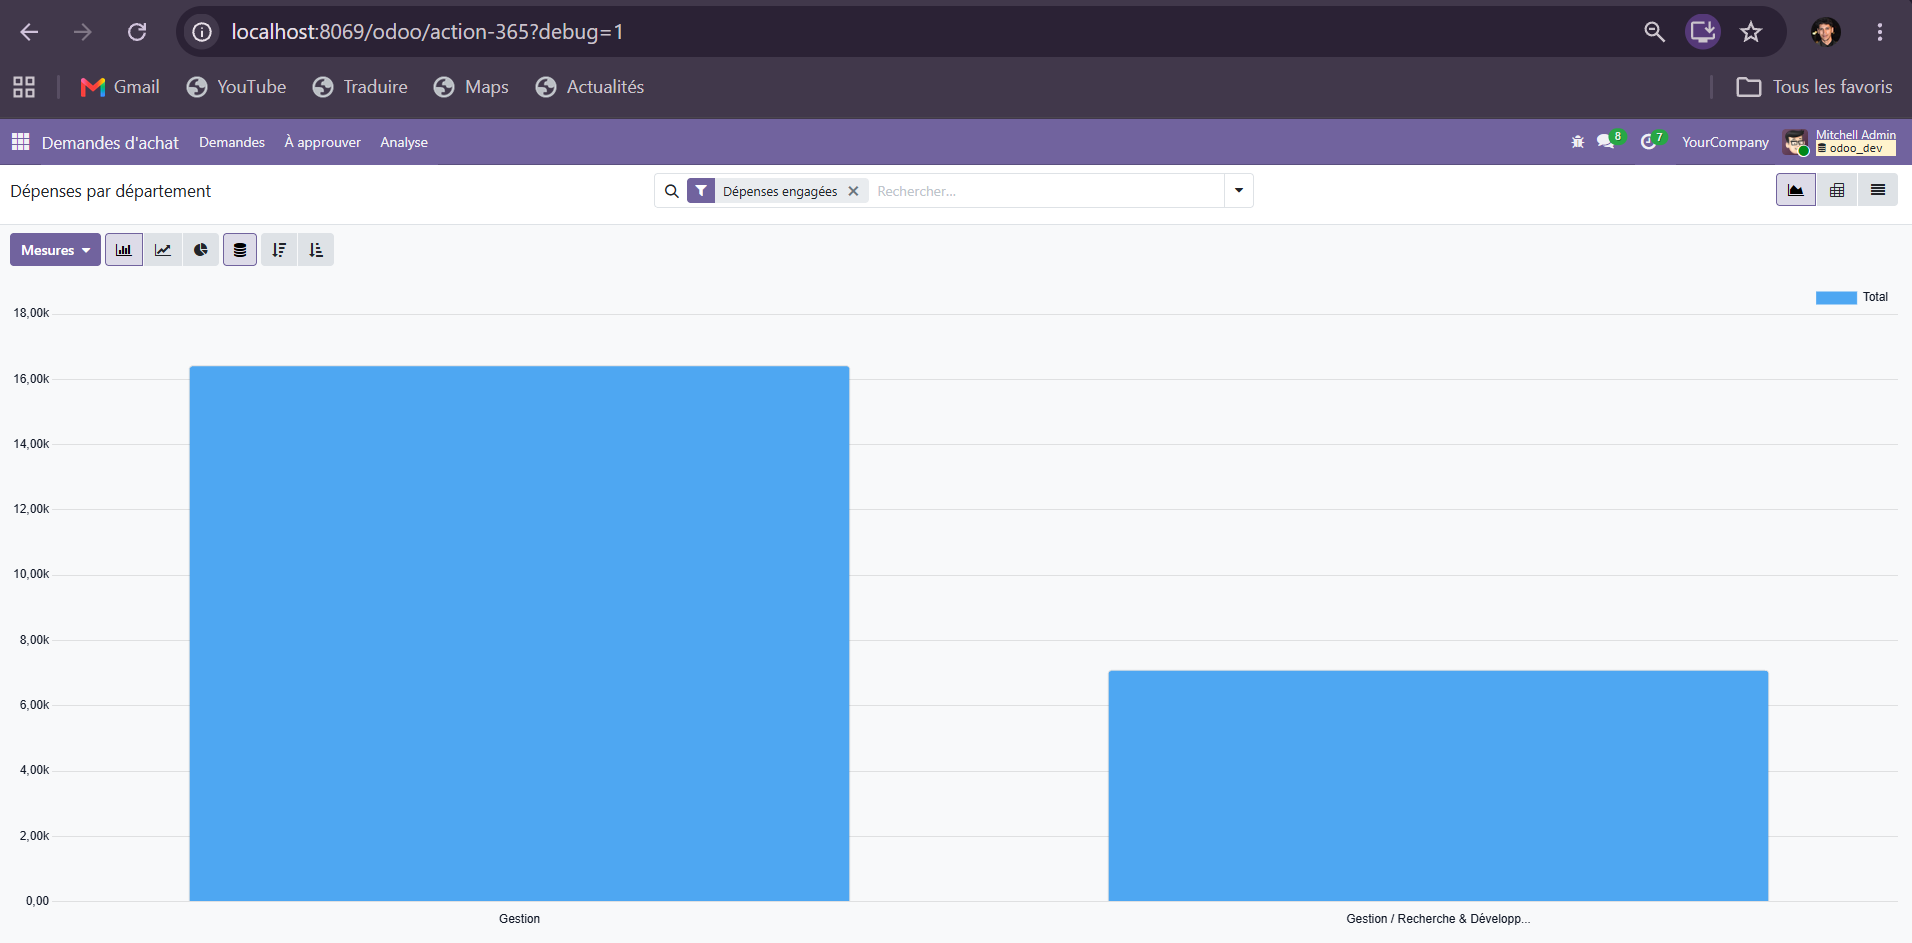 localhost:8069/odoo/action-365?debug=1
Gmail YouTube Traduire Maps Actualités Tous les favoris
Demandes d'achat Demandes À approuver Analyse 8 7 YourCompany Mitchell Admin
odoo_dev
Dépenses par département Dépenses engagées Rechercher...
Mesures
Total
18,00k
16,00k
14,00k
12,00k
10,00k
8,00k
6,00k
4,00k
2,00k
0,00
Gestion Gestion / Recherche & Développ...